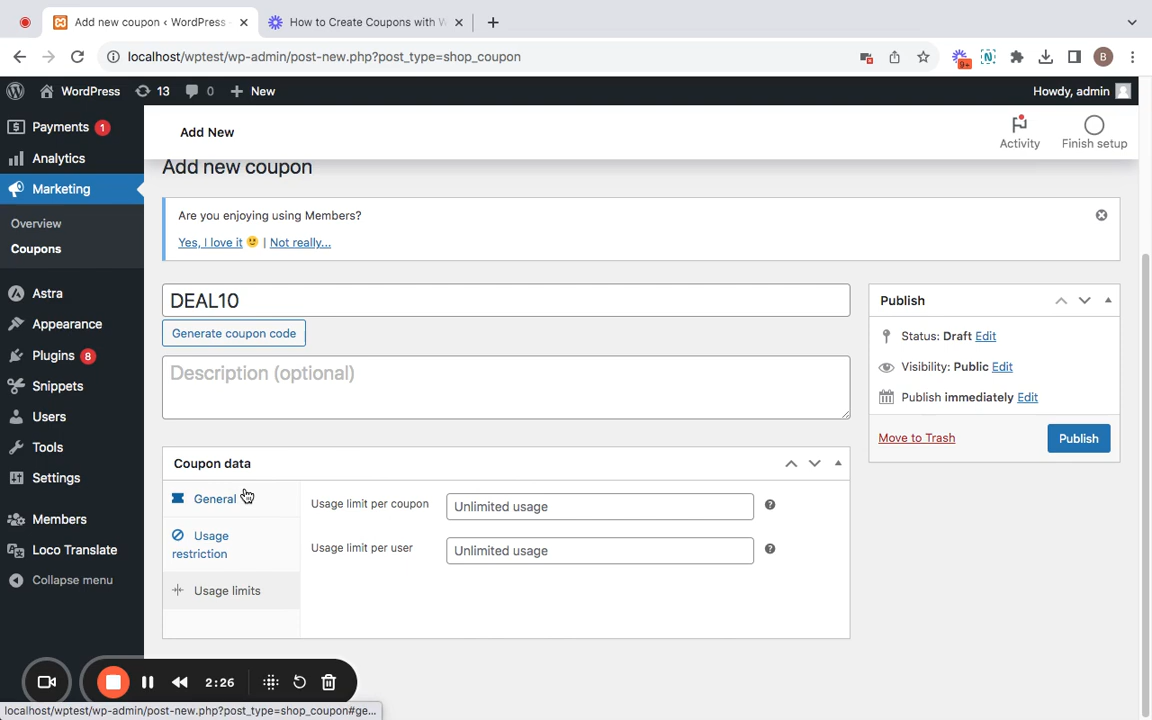 Add new coupon ‹ WordPress
How to Create Coupons with W
localhost/wptest/wp-admin/post-new.php?post_type=shop_coupon
9+
B
WordPress
13
0
New
Howdy, admin
Payments 1
Analytics
Marketing
Overview
Coupons
Astra
Appearance
Plugins 8
Snippets
Users
Tools
Settings
Members
Loco Translate
Collapse menu
Add New
Activity
Finish setup
Add new coupon
Are you enjoying using Members?
Yes, I love it | Not really...
DEAL10
Generate coupon code
Description (optional)
Publish
Status: Draft Edit
Visibility: Public Edit
Publish immediately Edit
Move to Trash
Publish
Coupon data
General
Usage restriction
Usage limits
Usage limit per coupon
Unlimited usage
Usage limit per user
Unlimited usage
2:26
localhost/wptest/wp-admin/post-new.php?post_type=shop_coupon#ge...